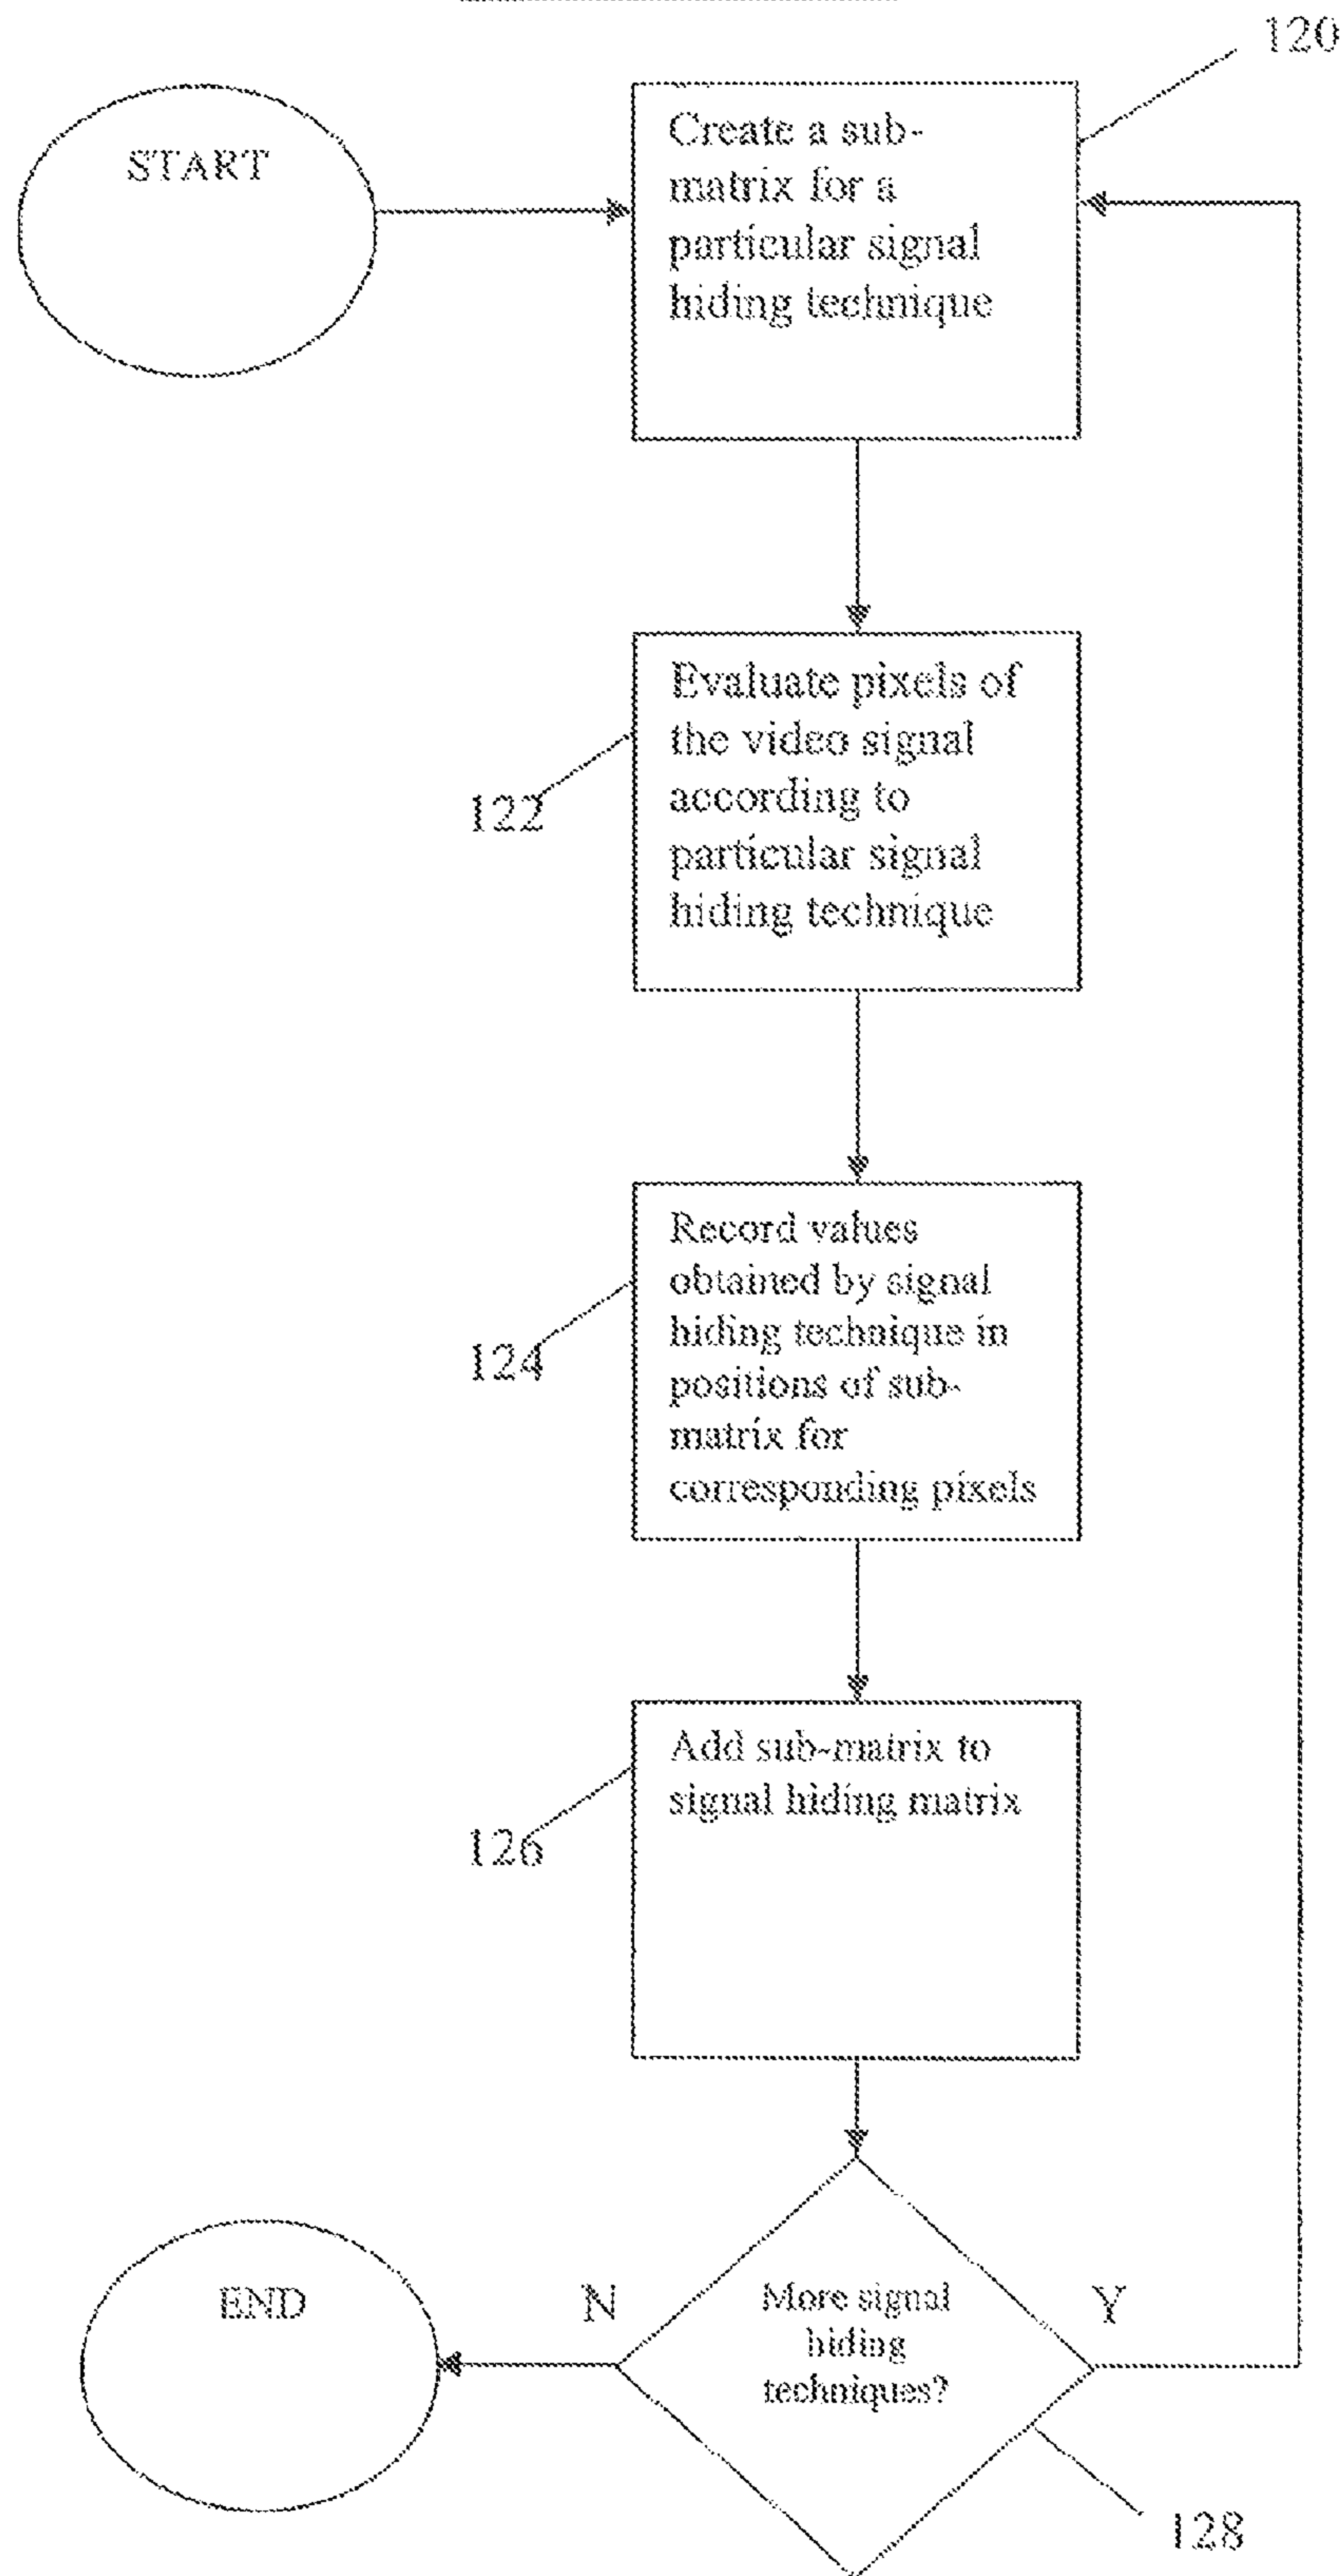 120
START
Create a sub-
matrix for a
particular signal
hiding technique
Evaluate pixels of
the video signal
according to
particular signal
hiding technique
122
Record values
obtained by signal
hiding technique in
positions of sub-
matrix for
corresponding pixels
124
Add sub-matrix to
signal hiding matrix
126
END
N
More signal
hiding
techniques?
Y
128